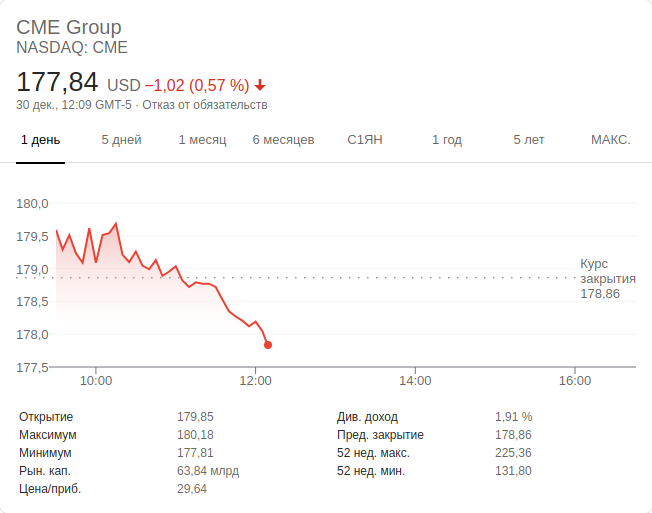 CME Group
NASDAQ: CME
177,84 USD −1,02 (0,57 %)
30 дек., 12:09 GMT-5 · Отказ от обязательств
1 день 5 дней 1 месяц 6 месяцев С1ЯН 1 год 5 лет МАКС.
180,0
179,5
179,0
178,5
178,0
177,5
Курс
закрытия
178,86
10:00 12:00 14:00 16:00
Открытие 179,85 Див. доход 1,91 %
Максимум 180,18 Пред. закрытие 178,86
Минимум 177,81 52 нед. макс. 225,36
Рын. кап. 63,84 млрд 52 нед. мин. 131,80
Цена/приб. 29,64